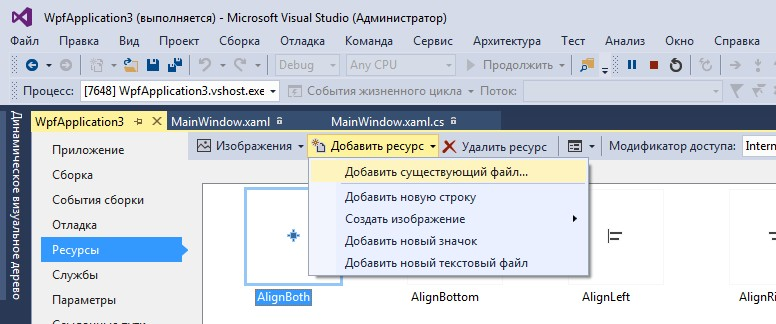 WpfApplication3 (выполняется) - Microsoft Visual Studio (Администратор)
Файл Правка Вид Проект Сборка Отладка Команда Сервис Архитектура Тест Анализ Окно Справка
Debug Any CPU Продолжить
Процесс: [7648] WpfApplication3.vshost.exe События жизненного цикла Поток:
Динамическое визуальное дерево
WpfApplication3 MainWindow.xaml MainWindow.xaml.cs
Приложение Изображения Добавить ресурс Удалить ресурс Модификатор доступа: Intern
Сборка Добавить существующий файл...
События сборки Добавить новую строку
Отладка Создать изображение
Ресурсы Добавить новый значок
Службы Добавить новый текстовый файл
Параметры AlignBoth AlignBottom AlignLeft AlignRi